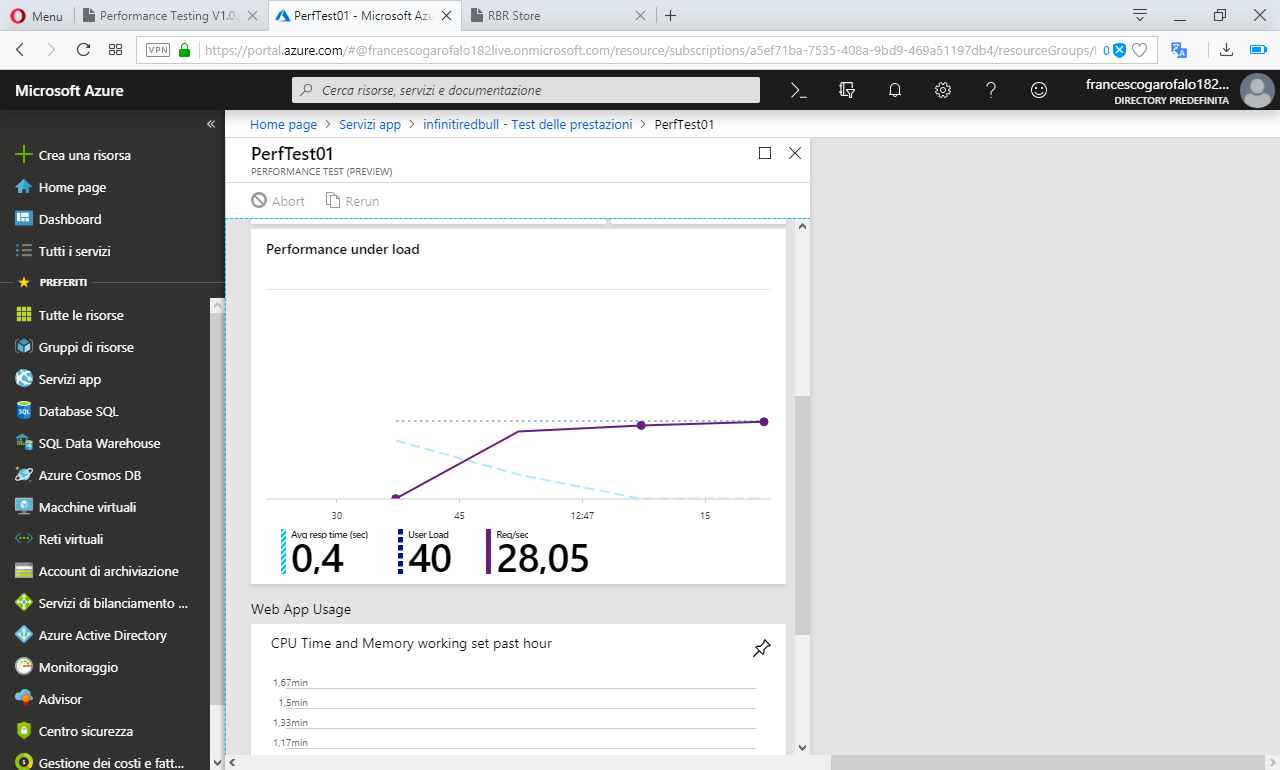 Menu
Performance Testing V1.0.
PerfTest01 - Microsoft Azu
RBR Store
VPN
https://portal.azure.com/#@francescogarofalo182live.onmicrosoft.com/resource/subscriptions/a5ef71ba-7535-408a-9bd9-469a51197db4/resourceGroups/
0
Microsoft Azure
Cerca risorse, servizi e documentazione
francescogarofalo182...
DIRECTORY PREDEFINITA
Home page > Servizi app > infinitiredbull - Test delle prestazioni > PerfTest01
Crea una risorsa
Home page
Dashboard
Tutti i servizi
PREFERITI
Tutte le risorse
Gruppi di risorse
Servizi app
Database SQL
SQL Data Warehouse
Azure Cosmos DB
Macchine virtuali
Reti virtuali
Account di archiviazione
Servizi di bilanciamento ...
Azure Active Directory
Monitoraggio
Advisor
Centro sicurezza
Gestione dei costi e fatt...
PerfTest01
PERFORMANCE TEST (PREVIEW)
Abort Rerun
Performance under load
30 45 12:47 15
Avg resp time (sec) User Load Req/sec
0,4 40 28,05
Web App Usage
CPU Time and Memory working set past hour
1,67min
1,5min
1,33min
1,17min